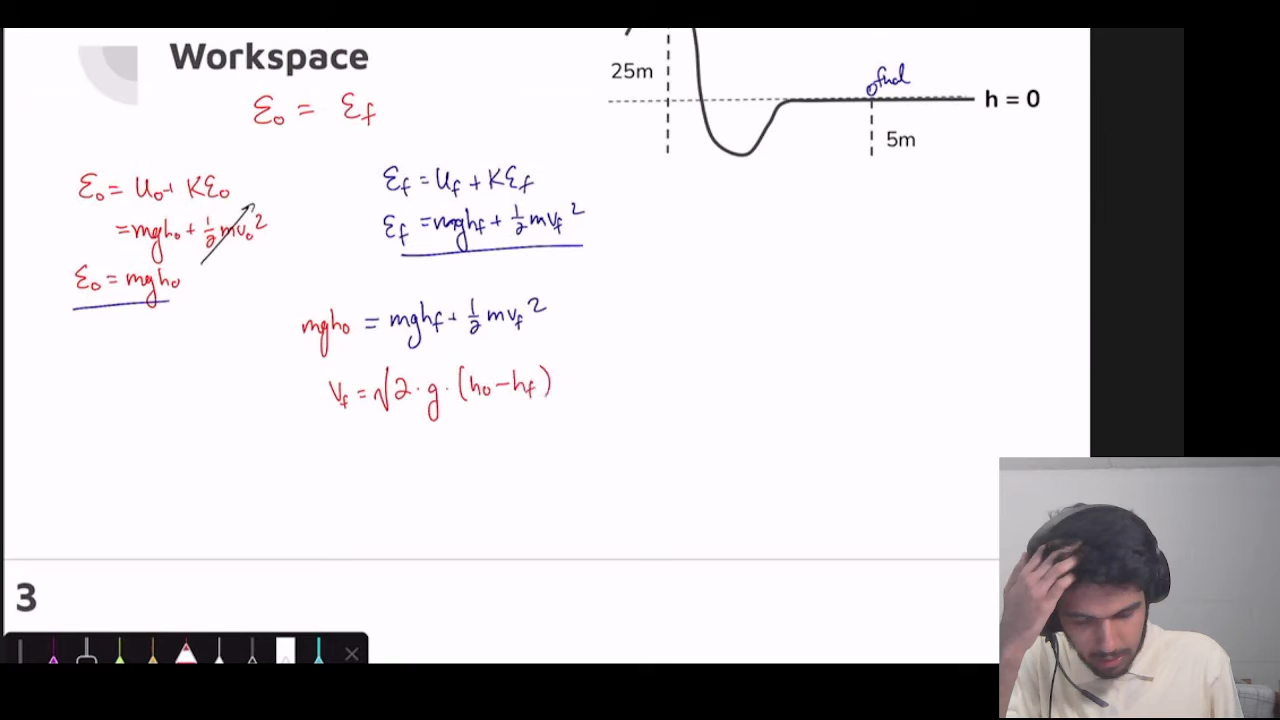 Workspace
25m
final
h = 0
5m
Ɛ₀ = Ɛf
Ɛ₀ = U₀ + KƐ₀
= mgh₀ + ½mv₀²
Ɛ₀ = mgh₀
Ɛf = Uf + KƐf
Ɛf = mghf + ½mvf²
mgh₀ = mghf + ½mvf²
Vf = √2·g·(h₀-hf)
3